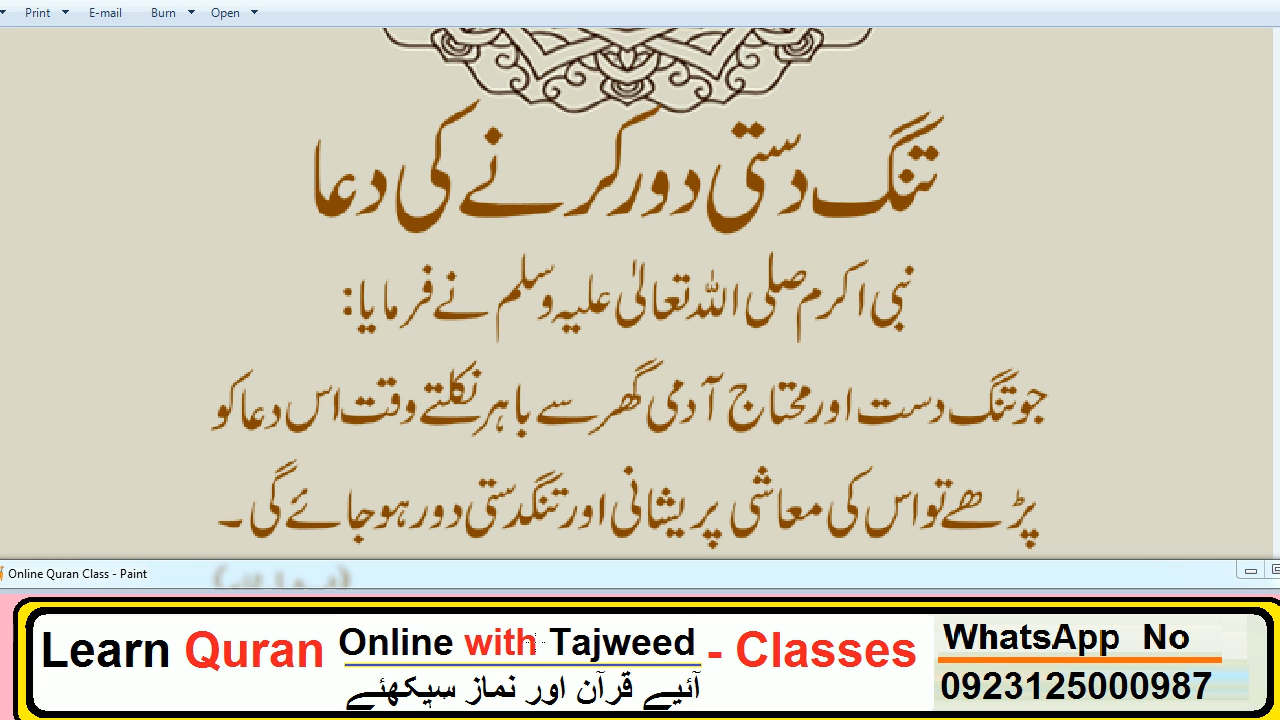 Print E-mail Burn Open
تنگ دستی دور کرنے کی دعا
نبی اکرم صلی اللہ تعالیٰ علیہ وسلم نے فرمایا:
جو تنگ دست اور محتاج آدمی گھر سے باہر نکلتے وقت اس دعا کو
پڑھے تو اس کی معاشی پریشانی اور تنگدستی دور ہو جائے گی ۔
Online Quran Class - Paint
Learn Quran Online with Tajweed - Classes
آئیے قرآن اور نماز سیکھئے
WhatsApp No
0923125000987